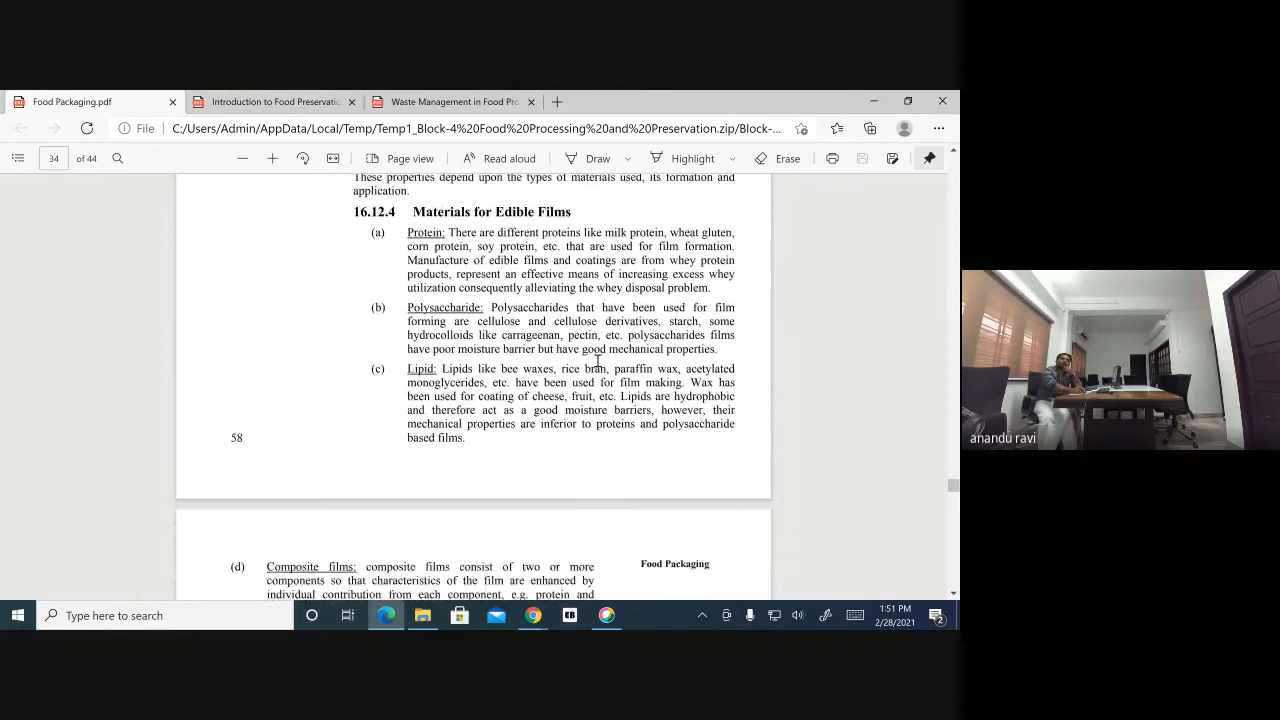 Food Packaging.pdf
Introduction to Food Preservatio
Waste Management in Food Pro
File
C:/Users/Admin/AppData/Local/Temp/Temp1_Block-4%20Food%20Processing%20and%20Preservation.zip/Block-...
34 of 44
Page view
Read aloud
Draw
Highlight
Erase
These properties depend upon the types of materials used, its formation and
application.
16.12.4 Materials for Edible Films
(a) Protein: There are different proteins like milk protein, wheat gluten,
corn protein, soy protein, etc. that are used for film formation.
Manufacture of edible films and coatings are from whey protein
products, represent an effective means of increasing excess whey
utilization consequently alleviating the whey disposal problem.
(b) Polysaccharide: Polysaccharides that have been used for film
forming are cellulose and cellulose derivatives, starch, some
hydrocolloids like carrageenan, pectin, etc. polysaccharides films
have poor moisture barrier but have good mechanical properties.
(c) Lipid: Lipids like bee waxes, rice bran, paraffin wax, acetylated
monoglycerides, etc. have been used for film making. Wax has
been used for coating of cheese, fruit, etc. Lipids are hydrophobic
and therefore act as a good moisture barriers, however, their
mechanical properties are inferior to proteins and polysaccharide
based films.
58
(d) Composite films: composite films consist of two or more
components so that characteristics of the film are enhanced by
individual contribution from each component, e.g. protein and
Food Packaging
anandu ravi
Type here to search
CB
1:51 PM
2/28/2021
2